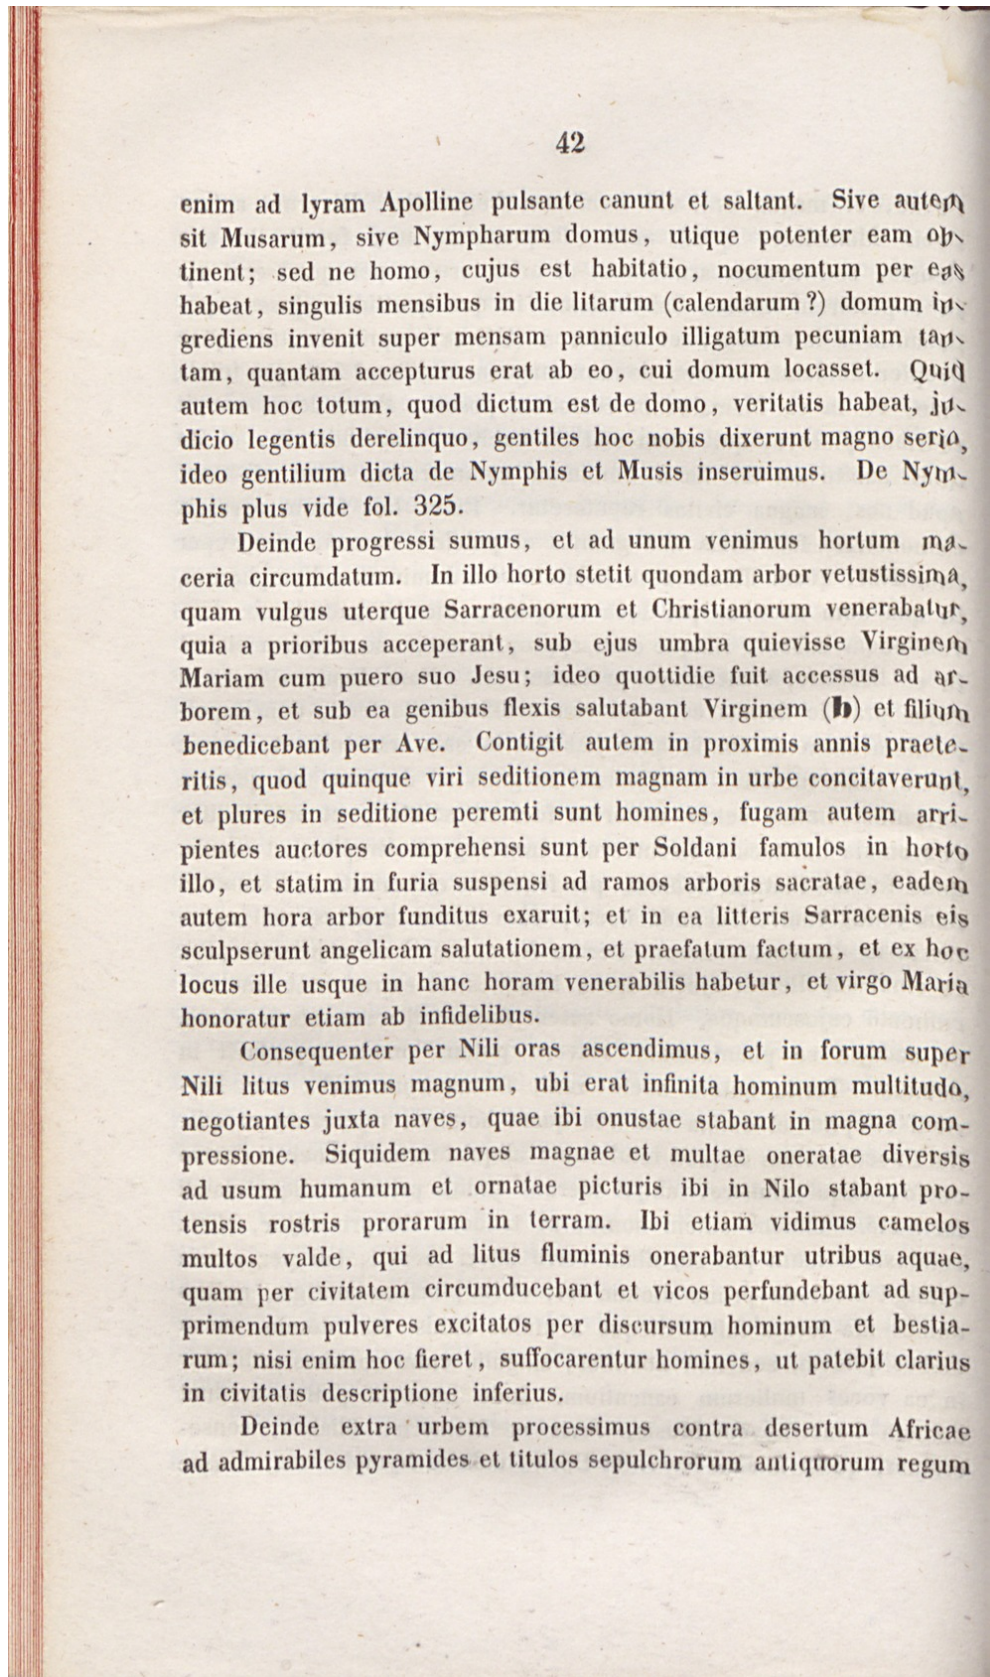 42
enim ad lyram Apolline pulsante canunt et saltant. Sive autem
sit Musarum, sive Nympharum domus, utique potenter eam ob-
tinent; sed ne homo, cujus est habitatio, nocumentum per eas
habeat, singulis mensibus in die litarum (calendarum?) domum in-
grediens invenit super mensam panniculo illigatum pecuniam tan-
tam, quantam accepturus erat ab eo, cui domum locasset. Quid
autem hoc totum, quod dictum est de domo, veritatis habeat, ju-
dicio legentis derelinquo, gentiles hoc nobis dixerunt magno serio,
ideo gentilium dicta de Nymphis et Musis inseruimus. De Nym-
phis plus vide fol. 325.
Deinde progressi sumus, et ad unum venimus hortum ma-
ceria circumdatum. In illo horto stetit quondam arbor vetustissima,
quam vulgus uterque Sarracenorum et Christianorum venerabatur,
quia a prioribus acceperant, sub ejus umbra quievisse Virginem
Mariam cum puero suo Jesu; ideo quottidie fuit accessus ad ar-
borem, et sub ea genibus flexis salutabant Virginem (b) et filium
benedicebant per Ave. Contigit autem in proximis annis praete-
ritis, quod quinque viri seditionem magnam in urbe concitaverunt,
et plures in seditione peremti sunt homines, fugam autem arri-
pientes auctores comprehensi sunt per Soldani famulos in horto
illo, et statim in furia suspensi ad ramos arboris sacratae, eadem
autem hora arbor funditus exaruit; et in ea litteris Sarracenis eis
sculpserunt angelicam salutationem, et praefatum factum, et ex hoc
locus ille usque in hanc horam venerabilis habetur, et virgo Maria
honoratur etiam ab infidelibus.
Consequenter per Nili oras ascendimus, et in forum super
Nili litus venimus magnum, ubi erat infinita hominum multitudo,
negotiantes juxta naves, quae ibi onustae stabant in magna com-
pressione. Siquidem naves magnae et multae oneratae diversis
ad usum humanum et ornatae picturis ibi in Nilo stabant pro-
tensis rostris prorarum in terram. Ibi etiam vidimus camelos
multos valde, qui ad litus fluminis onerabantur utribus aquae,
quam per civitatem circumducebant et vicos perfundebant ad sup-
primendum pulveres excitatos per discursum hominum et bestia-
rum; nisi enim hoc fieret, suffocarentur homines, ut patebit clarius
in civitatis descriptione inferius.
Deinde extra urbem processimus contra desertum Africae
ad admirabiles pyramides et titulos sepulchrorum antiquorum regum